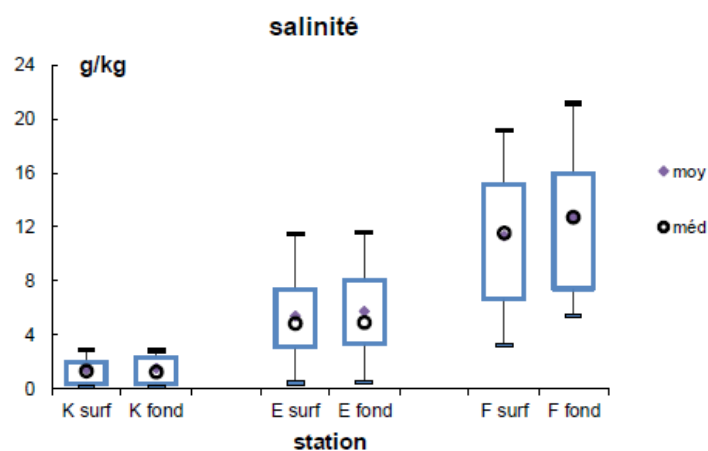 salinité
g/kg
24
20
16
12
8
4
0
moy
méd
K surf K fond E surf E fond F surf F fond
station